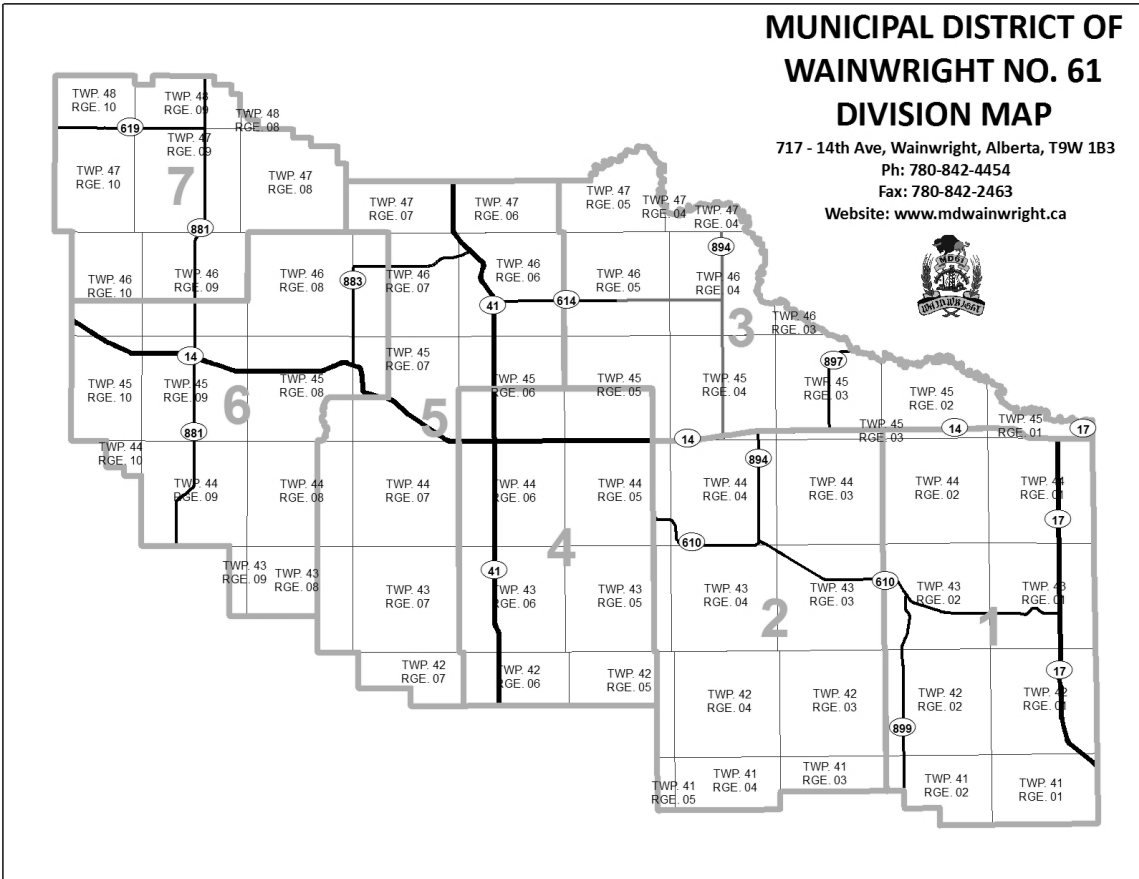 MUNICIPAL DISTRICT OF
WAINWRIGHT NO. 61
DIVISION MAP
717 - 14th Ave, Wainwright, Alberta, T9W 1B3
Ph: 780-842-4454
Fax: 780-842-2463
Website: www.mdwainwright.ca
MD61
WAINWRIGHT
TWP. 48
RGE. 10
TWP. 48
RGE. 09
TWP. 48
RGE. 08
619
TWP. 47
RGE. 10
TWP. 47
RGE. 09
7
TWP. 47
RGE. 08
TWP. 47
RGE. 07
TWP. 47
RGE. 06
TWP. 47
RGE. 05
TWP. 47
RGE. 04
TWP. 47
RGE. 04
881
894
TWP. 46
RGE. 10
TWP. 46
RGE. 09
TWP. 46
RGE. 08
883
TWP. 46
RGE. 07
TWP. 46
RGE. 06
TWP. 46
RGE. 05
TWP. 46
RGE. 04
TWP. 46
RGE. 03
41
614
3
14
897
TWP. 45
RGE. 10
TWP. 45
RGE. 09
6
TWP. 45
RGE. 08
TWP. 45
RGE. 07
5
TWP. 45
RGE. 06
TWP. 45
RGE. 05
TWP. 45
RGE. 04
TWP. 45
RGE. 03
TWP. 45
RGE. 02
TWP. 45
RGE. 03
14
TWP. 45
RGE. 01
17
881
14
894
TWP. 44
RGE. 10
TWP. 44
RGE. 09
TWP. 44
RGE. 08
TWP. 44
RGE. 07
TWP. 44
RGE. 06
TWP. 44
RGE. 05
TWP. 44
RGE. 04
TWP. 44
RGE. 03
TWP. 44
RGE. 02
TWP. 44
RGE. 01
17
610
4
41
610
TWP. 43
RGE. 09
TWP. 43
RGE. 08
TWP. 43
RGE. 07
TWP. 43
RGE. 06
TWP. 43
RGE. 05
TWP. 43
RGE. 04
2
TWP. 43
RGE. 03
TWP. 43
RGE. 02
1
TWP. 43
RGE. 01
17
TWP. 42
RGE. 07
TWP. 42
RGE. 06
TWP. 42
RGE. 05
TWP. 42
RGE. 04
TWP. 42
RGE. 03
TWP. 42
RGE. 02
TWP. 42
RGE. 01
899
TWP. 41
RGE. 05
TWP. 41
RGE. 04
TWP. 41
RGE. 03
TWP. 41
RGE. 02
TWP. 41
RGE. 01